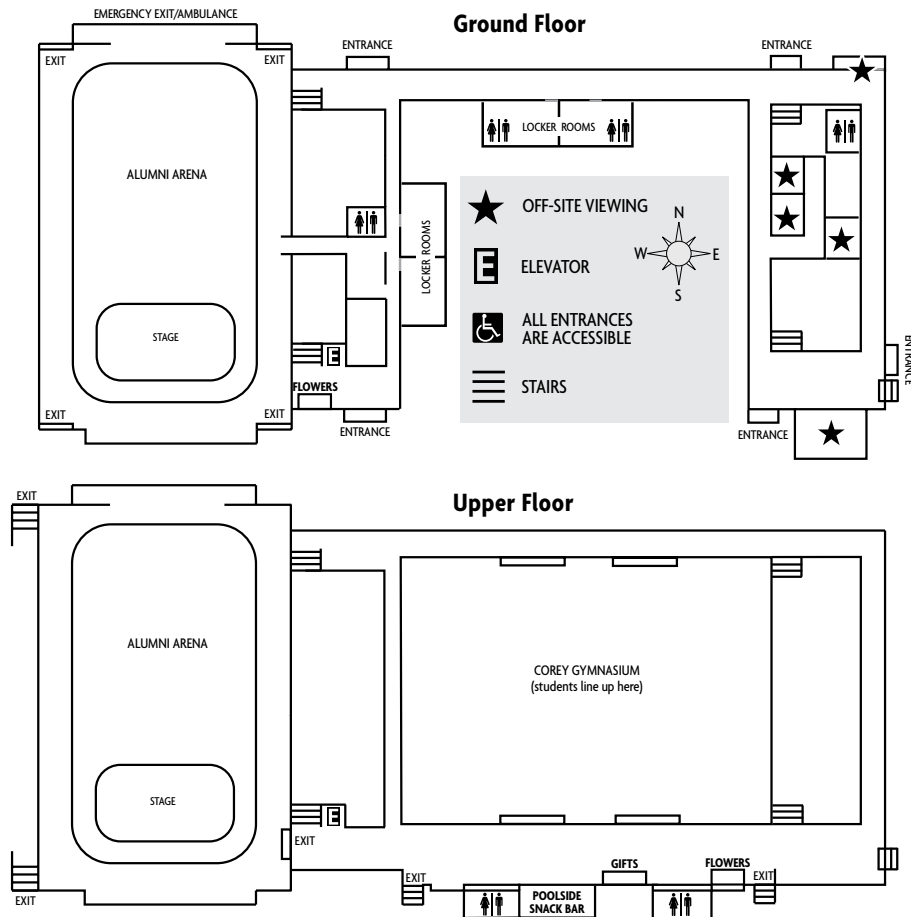 EMERGENCY EXIT/AMBULANCE
Ground Floor
ENTRANCE
ENTRANCE
EXIT
EXIT
LOCKER ROOMS
ALUMNI ARENA
OFF-SITE VIEWING
N
W
E
S
LOCKER ROOMS
E
ELEVATOR
ALL ENTRANCES
ARE ACCESSIBLE
STAGE
E
ENTRANCE
STAIRS
FLOWERS
EXIT
EXIT
ENTRANCE
ENTRANCE
Upper Floor
EXIT
ALUMNI ARENA
COREY GYMNASIUM
(students line up here)
STAGE
E
EXIT
EXIT
EXIT
GIFTS
FLOWERS
EXIT
POOLSIDE
SNACK BAR